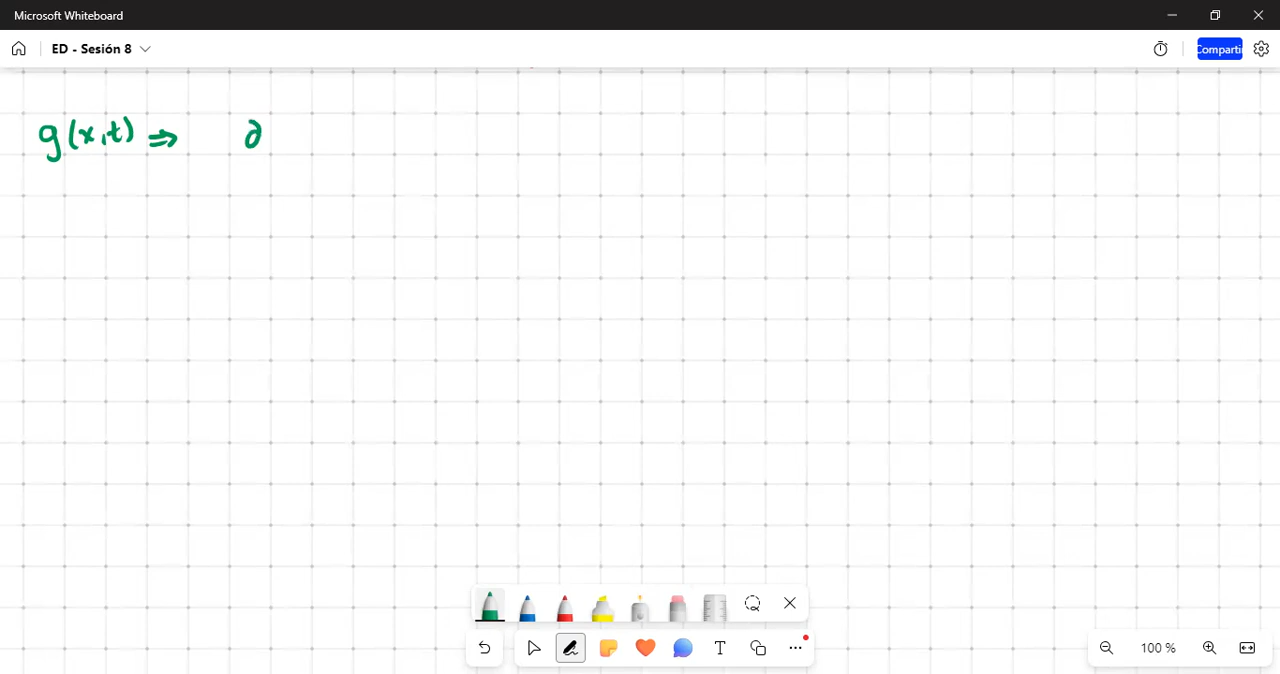 Microsoft Whiteboard
ED - Sesión 8
Comparti
g(x,t) ⇒ ∂
100 %